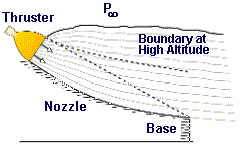 Thruster
P∞
Boundary at
High Altitude
Nozzle
Base